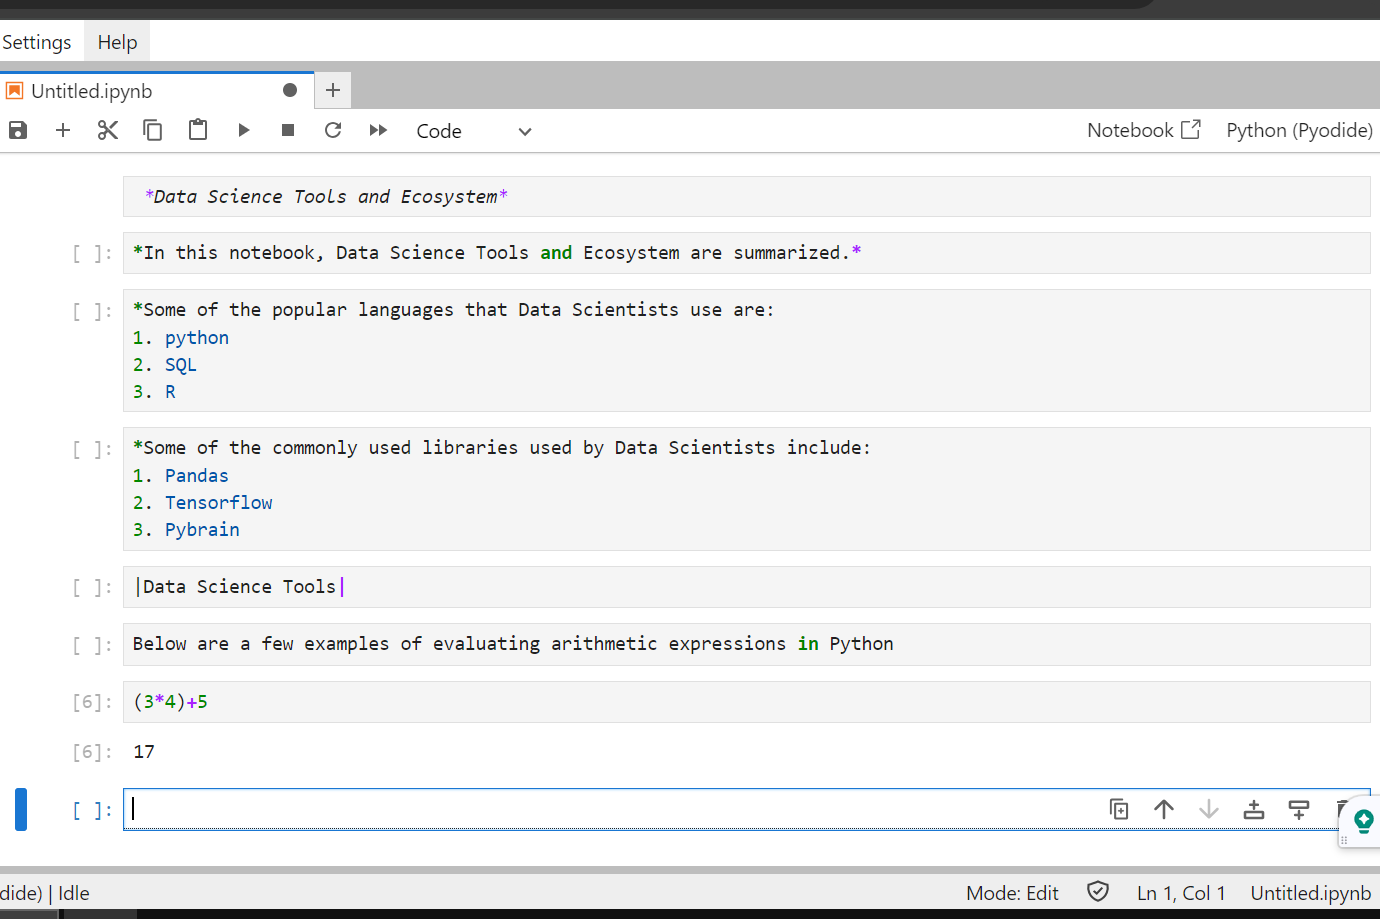 Settings Help
Untitled.ipynb
Code Notebook Python (Pyodide)
*Data Science Tools and Ecosystem*
[ ]: *In this notebook, Data Science Tools and Ecosystem are summarized.*
[ ]: *Some of the popular languages that Data Scientists use are:
1. python
2. SQL
3. R
[ ]: *Some of the commonly used libraries used by Data Scientists include:
1. Pandas
2. Tensorflow
3. Pybrain
[ ]: |Data Science Tools|
[ ]: Below are a few examples of evaluating arithmetic expressions in Python
[6]: (3*4)+5
[6]: 17
[ ]:
dide) | Idle Mode: Edit Ln 1, Col 1 Untitled.ipynb